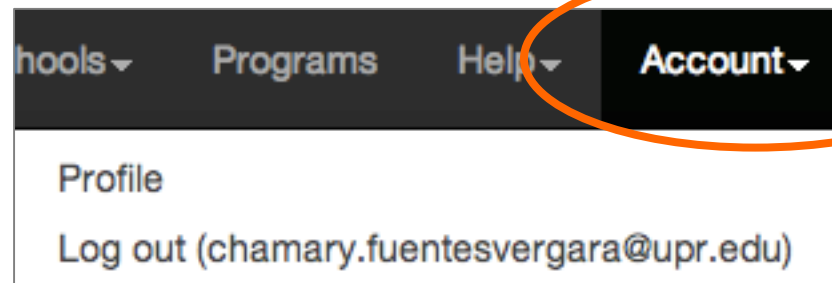 hools Programs Help Account
Profile
Log out (chamary.fuentesvergara@upr.edu)